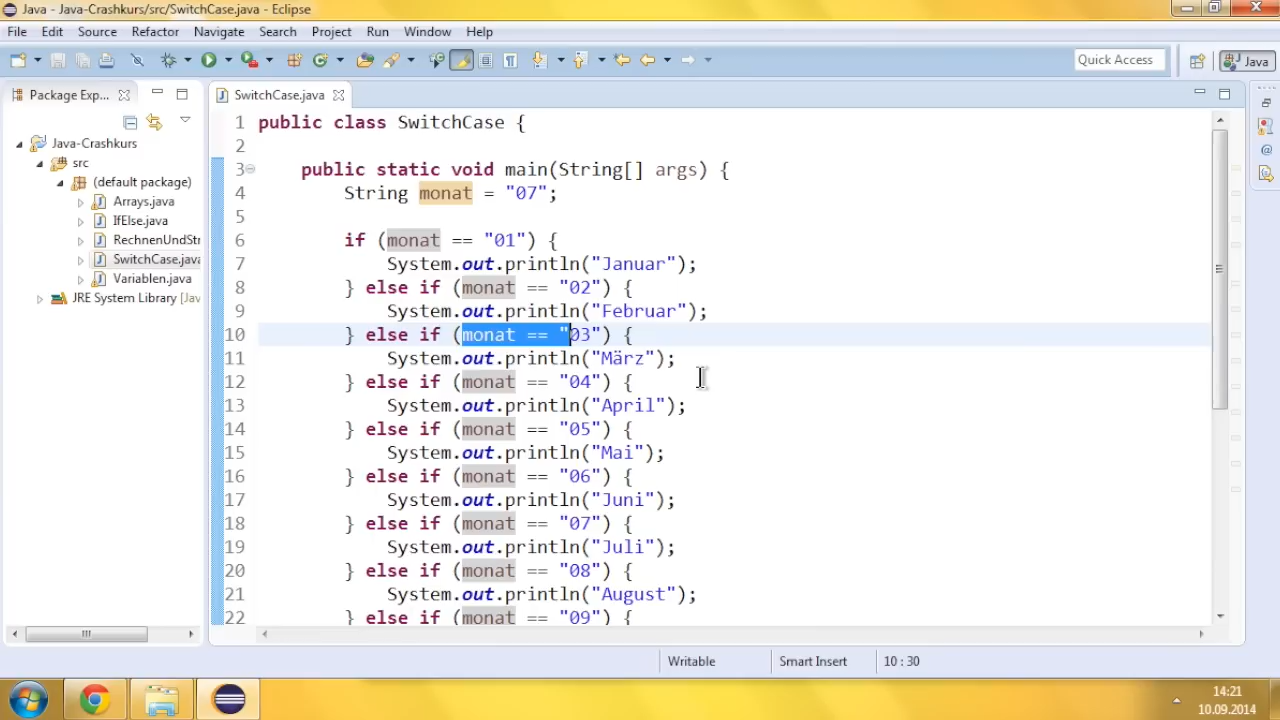 Java - Java-Crashkurs/src/SwitchCase.java - Eclipse
File Edit Source Refactor Navigate Search Project Run Window Help
Quick Access
Java
Package Exp...
SwitchCase.java
Java-Crashkurs
src
(default package)
Arrays.java
IfElse.java
RechnenUndStr
SwitchCase.java
Variablen.java
JRE System Library [Jav
1 public class SwitchCase {
2
3 public static void main(String[] args) {
4 String monat = "07";
5
6 if (monat == "01") {
7 System.out.println("Januar");
8 } else if (monat == "02") {
9 System.out.println("Februar");
10 } else if (monat == "03") {
11 System.out.println("März");
12 } else if (monat == "04") {
13 System.out.println("April");
14 } else if (monat == "05") {
15 System.out.println("Mai");
16 } else if (monat == "06") {
17 System.out.println("Juni");
18 } else if (monat == "07") {
19 System.out.println("Juli");
20 } else if (monat == "08") {
21 System.out.println("August");
22 } else if (monat == "09") {
Writable Smart Insert 10 : 30
14:21
10.09.2014